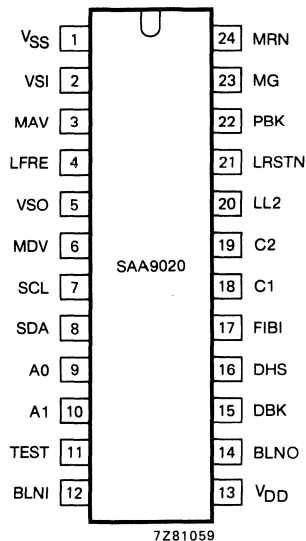 VSS 1 24 MRN
VSI 2 23 MG
MAV 3 22 PBK
LFRE 4 21 LRSTN
VSO 5 20 LL2
MDV 6 19 C2
SAA9020
SCL 7 18 C1
SDA 8 17 FIBI
A0 9 16 DHS
A1 10 15 DBK
TEST 11 14 BLNO
BLNI 12 13 VDD
7Z81059